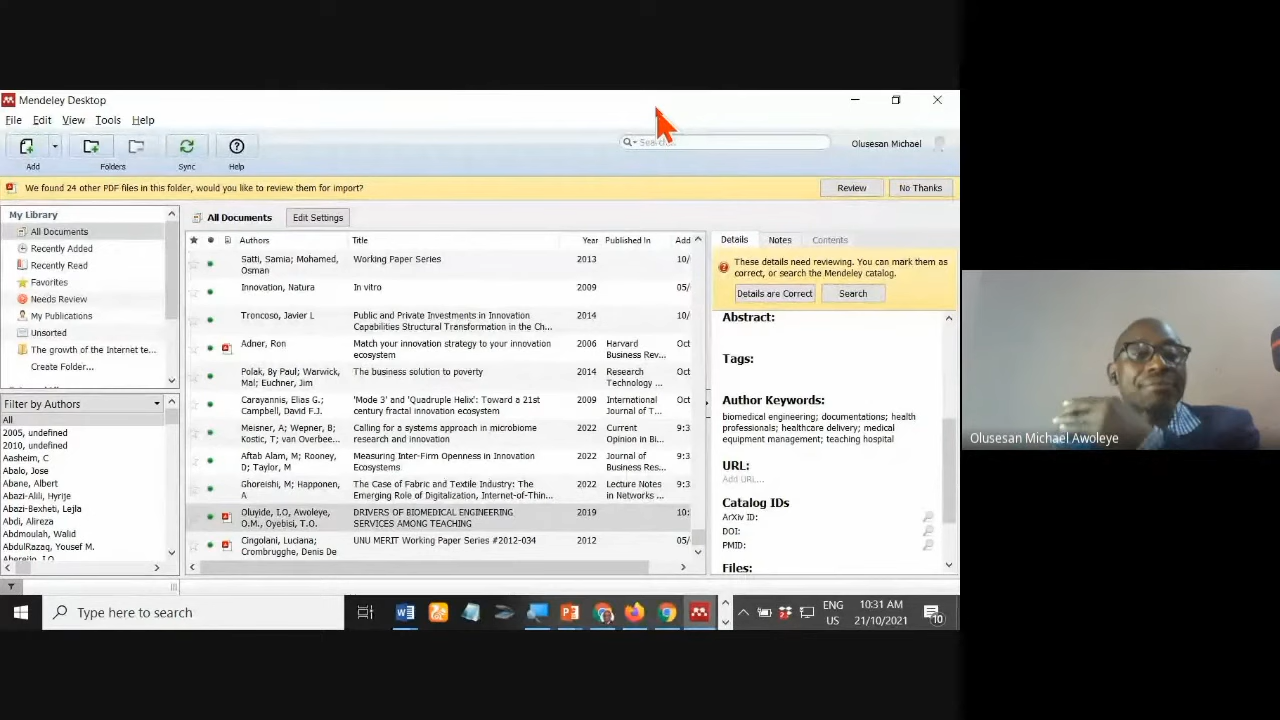 Mendeley Desktop
File Edit View Tools Help
Add Folders Sync Help
Search...
Olusesan Michael
We found 24 other PDF files in this folder, would you like to review them for import?
Review No Thanks
My Library
All Documents
Recently Added
Recently Read
Favorites
Needs Review
My Publications
Unsorted
The growth of the Internet te...
Create Folder...
Filter by Authors
All
2005, undefined
2010, undefined
Aasheim, C
Abalo, Jose
Abane, Albert
Abazi-Alili, Hyrije
Abazi-Bexheti, Lejla
Abdi, Alireza
Abdmoulah, Walid
AbdulRazaq, Yousef M.
All Documents Edit Settings
Authors Title Year Published In Add
Satti, Samia; Mohamed, Working Paper Series 2013 10/
Osman
Innovation, Natura In vitro 2009 05/
Troncoso, Javier L Public and Private Investments in Innovation 2014 10/
Capabilities Structural Transformation in the Ch...
Adner, Ron Match your innovation strategy to your innovation 2006 Harvard Oct
ecosystem Business Rev...
Polak, By Paul; Warwick, The business solution to poverty 2014 Research Oct
Mal; Euchner, Jim Technology ...
Carayannis, Elias G.; 'Mode 3' and 'Quadruple Helix': Toward a 21st 2009 International Oct
Campbell, David F.J. century fractal innovation ecosystem Journal of T...
Meisner, A; Wepner, B; Calling for a systems approach in microbiome 2022 Current 9:3
Kostic, T; van Overbee... research and innovation Opinion in Bi...
Aftab Alam, M; Rooney, Measuring Inter-Firm Openness in Innovation 2022 Journal of 9:3
D; Taylor, M Ecosystems Business Res...
Ghoreishi, M; Happonen, The Case of Fabric and Textile Industry: The 2022 Lecture Notes 9:3
A Emerging Role of Digitalization, Internet-of-Thin... in Networks ...
Oluyide, I.O, Awoleye, DRIVERS OF BIOMEDICAL ENGINEERING 2019 10:
O.M., Oyebisi, T.O. SERVICES AMONG TEACHING
Cingolani, Luciana; UNU MERIT Working Paper Series #2012-034 2012 05/
Crombrugghe, Denis De
Details Notes Contents
These details need reviewing. You can mark them as
correct, or search the Mendeley catalog.
Details are Correct Search
Abstract:
Tags:
Author Keywords:
biomedical engineering; documentations; health
professionals; healthcare delivery; medical
equipment management; teaching hospital
URL:
Add URL...
Catalog IDs
ArXiv ID:
DOI:
PMID:
Files:
Type here to search
ENG
US
10:31 AM
21/10/2021
10
Olusesan Michael Awoleye